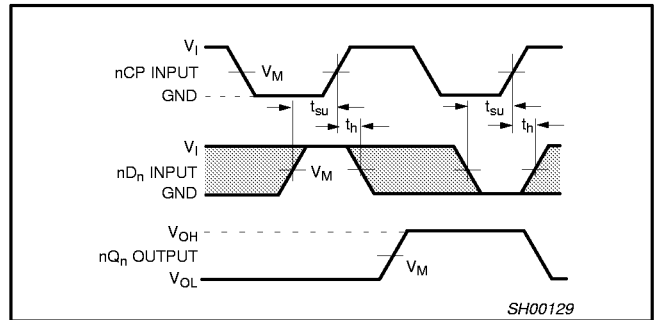 V_I
nCP INPUT
V_M
GND
t_su
t_su
t_h
t_h
V_I
nD_n INPUT
V_M
GND
V_OH
nQ_n OUTPUT
V_M
V_OL
SH00129